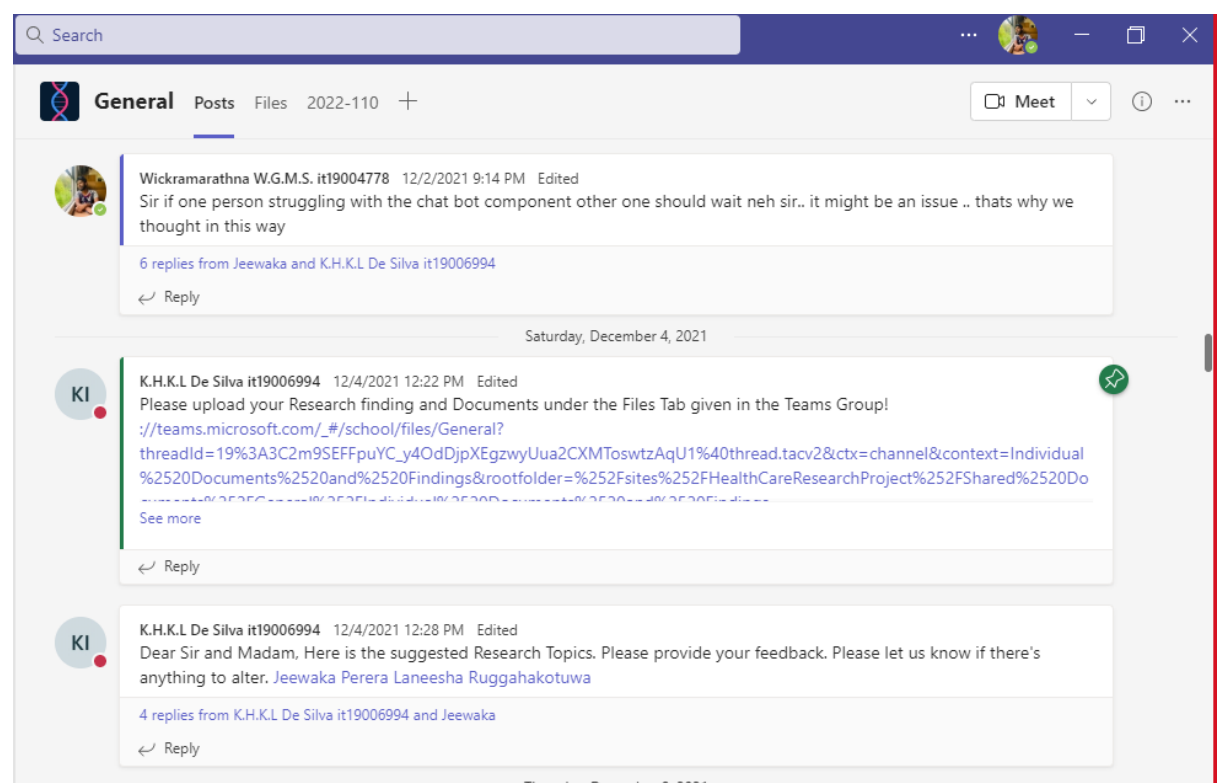 Search
General Posts Files 2022-110
Meet
Wickramarathna W.G.M.S. it19004778 12/2/2021 9:14 PM Edited
Sir if one person struggling with the chat bot component other one should wait neh sir.. it might be an issue .. thats why we
thought in this way
6 replies from Jeewaka and K.H.K.L De Silva it19006994
Reply
Saturday, December 4, 2021
KI
K.H.K.L De Silva it19006994 12/4/2021 12:22 PM Edited
Please upload your Research finding and Documents under the Files Tab given in the Teams Group!
://teams.microsoft.com/_#/school/files/General?
threadId=19%3A3C2m9SEFFpuYC_y4OdDjpXEgzwyUua2CXMToswtzAqU1%40thread.tacv2&ctx=channel&context=Individual
%2520Documents%2520and%2520Findings&rootfolder=%252Fsites%252FHealthCareResearchProject%252FShared%2520Do
cuments%252FGeneral%252FIndividual%2520Documents%2520and%2520Findings
See more
Reply
KI
K.H.K.L De Silva it19006994 12/4/2021 12:28 PM Edited
Dear Sir and Madam, Here is the suggested Research Topics. Please provide your feedback. Please let us know if there's
anything to alter. Jeewaka Perera Laneesha Ruggahakotuwa
4 replies from K.H.K.L De Silva it19006994 and Jeewaka
Reply